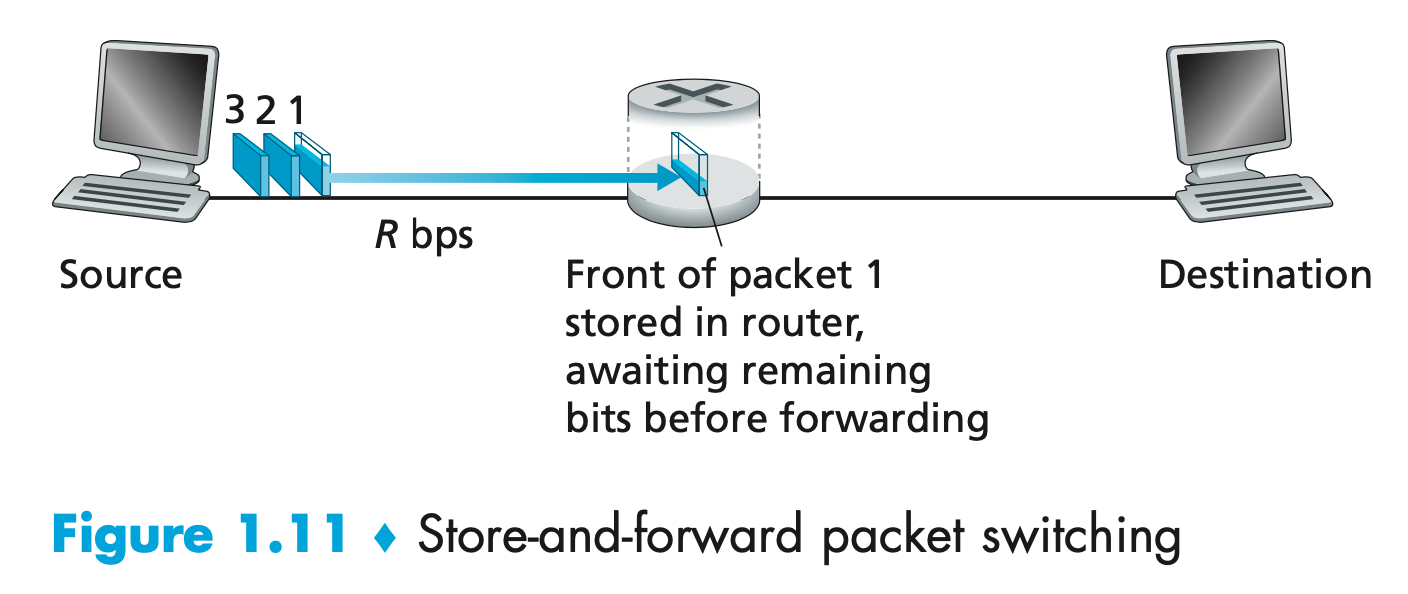 3 2 1
R bps
Source
Front of packet 1
stored in router,
awaiting remaining
bits before forwarding
Destination
Figure 1.11 ♦ Store-and-forward packet switching